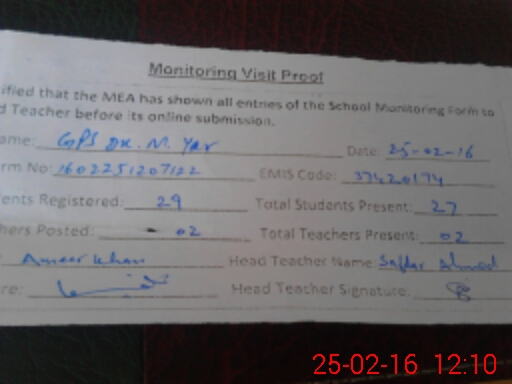 Monitoring Visit Proof
ified that the MEA has shown all entries of the School Monitoring Form to
d Teacher before its online submission.
ame: GPS M. Yar Date: 25-02-16
rm No: 1602251207122 EMIS Code: 37420174
ents Registered: 29 Total Students Present: 27
hers Posted: 02 Total Teachers Present: 02
Ameer Khan Head Teacher Name: Safdar Ahmed
re: Head Teacher Signature:
25-02-16 12:10